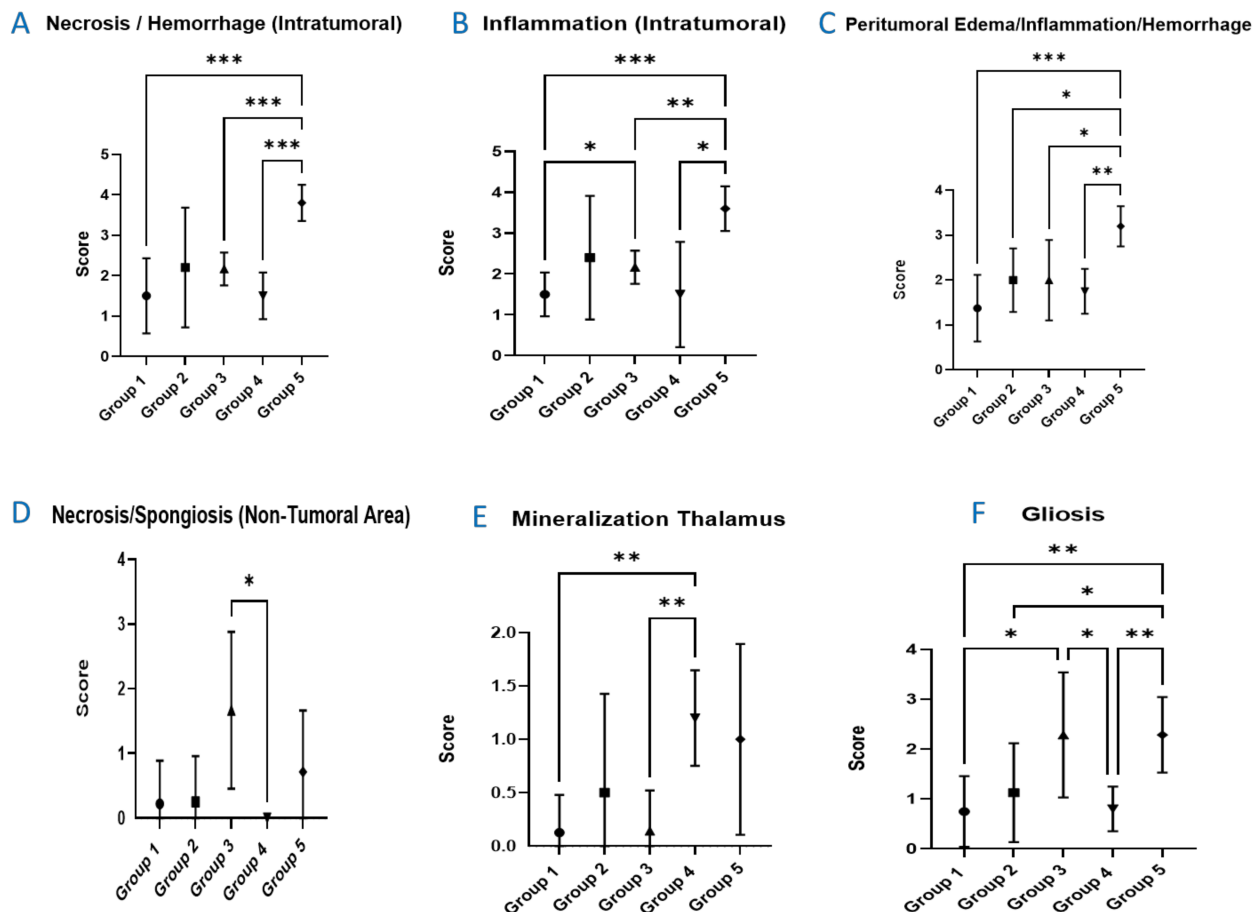 A Necrosis / Hemorrhage (Intratumoral)
***
***
***
5
4
3
2
1
0
Score
Group 1
Group 2
Group 3
Group 4
Group 5
B Inflammation (Intratumoral)
***
**
*
*
5
4
3
2
1
0
Score
Group 1
Group 2
Group 3
Group 4
Group 5
C Peritumoral Edema/Inflammation/Hemorrhage
***
*
*
**
4
3
2
1
0
Score
Group 1
Group 2
Group 3
Group 4
Group 5
D Necrosis/Spongiosis (Non-Tumoral Area)
*
4
3
2
1
0
Score
Group 1
Group 2
Group 3
Group 4
Group 5
E Mineralization Thalamus
**
**
2.0
1.5
1.0
0.5
0.0
Score
Group 1
Group 2
Group 3
Group 4
Group 5
F Gliosis
**
*
* * **
4
3
2
1
0
Score
Group 1
Group 2
Group 3
Group 4
Group 5